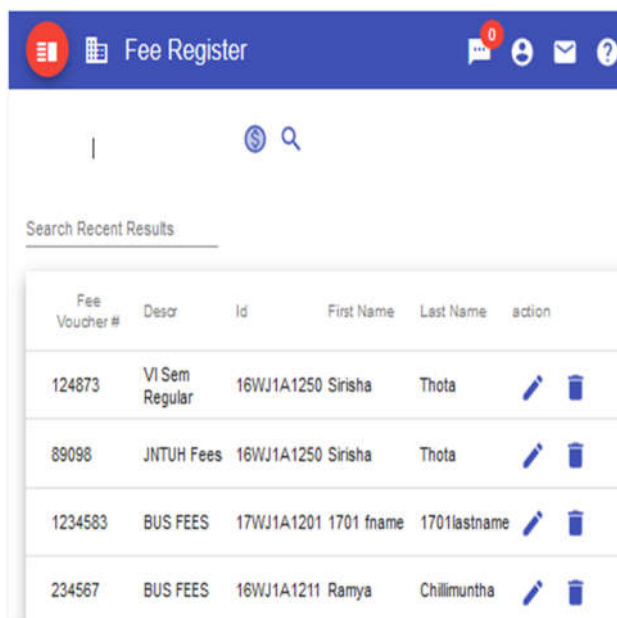 Fee Register
0
Search Recent Results
Fee Voucher # Descr Id First Name Last Name action
124873 VI Sem Regular 16WJ1A1250 Sirisha Thota
89098 JNTUH Fees 16WJ1A1250 Sirisha Thota
1234583 BUS FEES 17WJ1A1201 1701 fname 1701lastname
234567 BUS FEES 16WJ1A1211 Ramya Chillimuntha